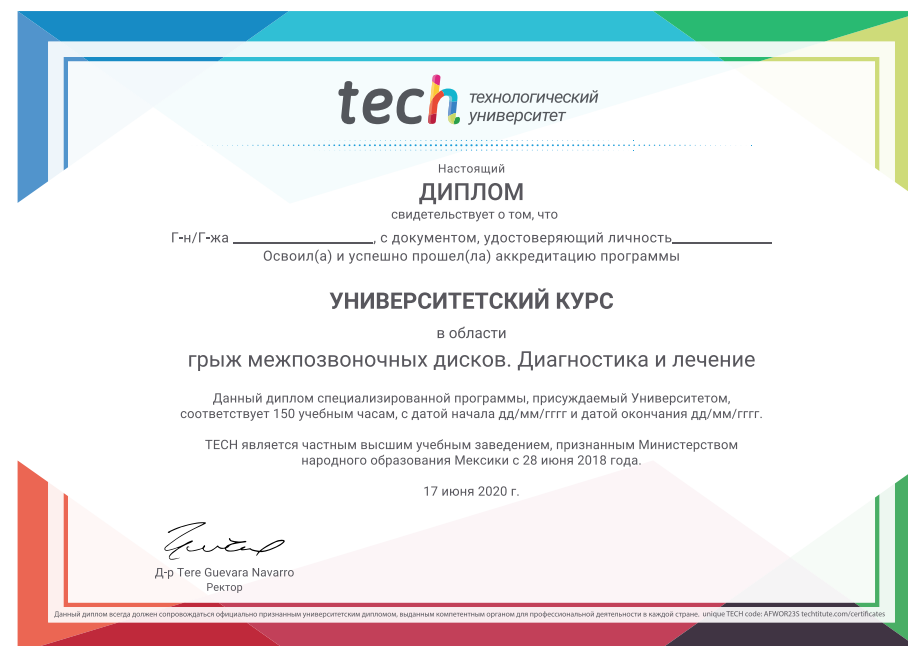 tech технологический
университет
Настоящий
ДИПЛОМ
свидетельствует о том, что
Г-н/Г-жа ____________________, с документом, удостоверяющий личность______________
Освоил(а) и успешно прошел(ла) аккредитацию программы
УНИВЕРСИТЕТСКИЙ КУРС
в области
грыж межпозвоночных дисков. Диагностика и лечение
Данный диплом специализированной программы, присуждаемый Университетом,
соответствует 150 учебным часам, с датой начала дд/мм/гггг и датой окончания дд/мм/гггг.
TECH является частным высшим учебным заведением, признанным Министерством
народного образования Мексики с 28 июня 2018 года.
17 июня 2020 г.
Д-р Tere Guevara Navarro
Ректор
Данный диплом всегда должен сопровождаться официально признанным университетским дипломом, выданным компетентным органом для профессиональной деятельности в каждой стране. unique TECH code: AFWOR23S techtitute.com/certificates